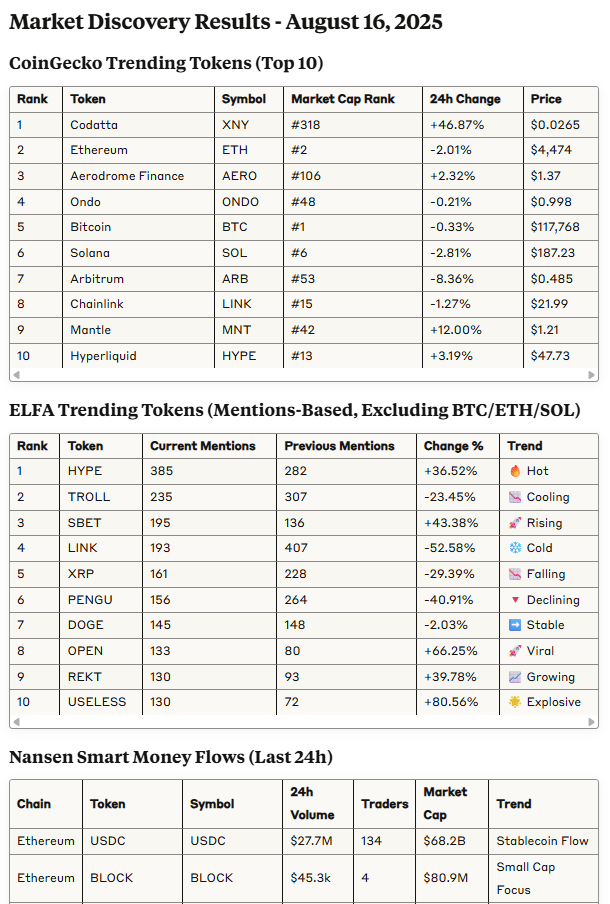 Market Discovery Results - August 16, 2025
CoinGecko Trending Tokens (Top 10)
Rank Token Symbol Market Cap Rank 24h Change Price
1 Codatta XNY #318 +46.87% $0.0265
2 Ethereum ETH #2 -2.01% $4,474
3 Aerodrome Finance AERO #106 +2.32% $1.37
4 Ondo ONDO #48 -0.21% $0.998
5 Bitcoin BTC #1 -0.33% $117,768
6 Solana SOL #6 -2.81% $187.23
7 Arbitrum ARB #53 -8.36% $0.485
8 Chainlink LINK #15 -1.27% $21.99
9 Mantle MNT #42 +12.00% $1.21
10 Hyperliquid HYPE #13 +3.19% $47.73
ELFA Trending Tokens (Mentions-Based, Excluding BTC/ETH/SOL)
Rank Token Current Mentions Previous Mentions Change % Trend
1 HYPE 385 282 +36.52% 🔥 Hot
2 TROLL 235 307 -23.45% 📉 Cooling
3 SBET 195 136 +43.38% 🚀 Rising
4 LINK 193 407 -52.58% ❄️ Cold
5 XRP 161 228 -29.39% 📉 Falling
6 PENGU 156 264 -40.91% 🔻 Declining
7 DOGE 145 148 -2.03% ➡️ Stable
8 OPEN 133 80 +66.25% 🚀 Viral
9 REKT 130 93 +39.78% 📈 Growing
10 USELESS 130 72 +80.56% 🌟 Explosive
Nansen Smart Money Flows (Last 24h)
Chain Token Symbol 24h Volume Traders Market Cap Trend
Ethereum USDC USDC $27.7M 134 $68.2B Stablecoin Flow
Ethereum BLOCK BLOCK $45.3k 4 $80.9M Small Cap Focus